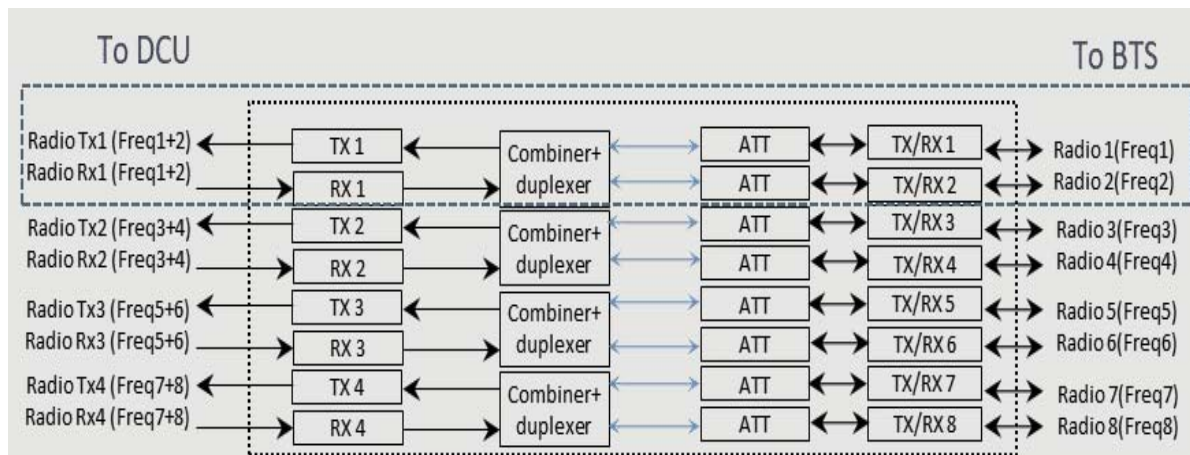 To DCU
To BTS
Radio Tx1 (Freq1+2)
TX 1
Combiner+
duplexer
ATT
TX/RX 1
Radio 1(Freq1)
Radio Rx1 (Freq1+2)
RX 1
ATT
TX/RX 2
Radio 2(Freq2)
Radio Tx2 (Freq3+4)
TX 2
Combiner+
duplexer
ATT
TX/RX 3
Radio 3(Freq3)
Radio Rx2 (Freq3+4)
RX 2
ATT
TX/RX 4
Radio 4(Freq4)
Radio Tx3 (Freq5+6)
TX 3
Combiner+
duplexer
ATT
TX/RX 5
Radio 5(Freq5)
Radio Rx3 (Freq5+6)
RX 3
ATT
TX/RX 6
Radio 6(Freq6)
Radio Tx4 (Freq7+8)
TX 4
Combiner+
duplexer
ATT
TX/RX 7
Radio 7(Freq7)
Radio Rx4 (Freq7+8)
RX 4
ATT
TX/RX 8
Radio 8(Freq8)